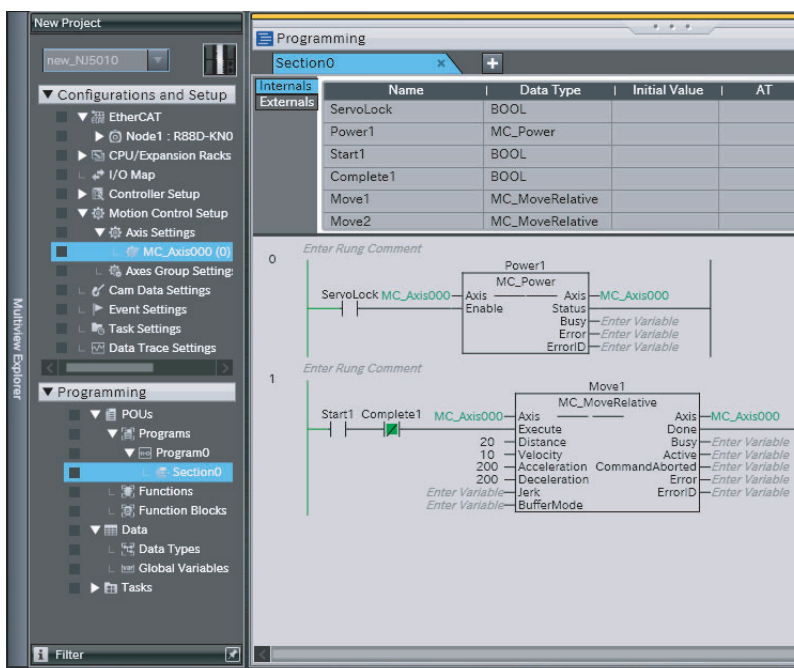 New Project
new_NJ5010
Configurations and Setup
EtherCAT
Node1 : R88D-KN0
CPU/Expansion Racks
I/O Map
Controller Setup
Motion Control Setup
Axis Settings
MC_Axis000 (0)
Axes Group Setting
Cam Data Settings
Event Settings
Task Settings
Data Trace Settings
Programming
POUs
Programs
Program0
Section0
Functions
Function Blocks
Data
Data Types
Global Variables
Tasks
Filter
Multiview Explorer
Programming
Section0 ×
Internals
Externals
Name | Data Type | Initial Value | AT
ServoLock BOOL
Power1 MC_Power
Start1 BOOL
Complete1 BOOL
Move1 MC_MoveRelative
Move2 MC_MoveRelative
Enter Rung Comment
0
Power1
MC_Power
ServoLock MC_Axis000 Axis Axis MC_Axis000
Enable Status
Busy Enter Variable
Error Enter Variable
ErrorID Enter Variable
Enter Rung Comment
1
Move1
MC_MoveRelative
Start1 Complete1 MC_Axis000 Axis Axis MC_Axis000
Execute Done
20 Distance Busy Enter Variable
10 Velocity Active Enter Variable
200 Acceleration CommandAborted Enter Variable
200 Deceleration Error Enter Variable
Enter Variable Jerk ErrorID Enter Variable
Enter Variable BufferMode